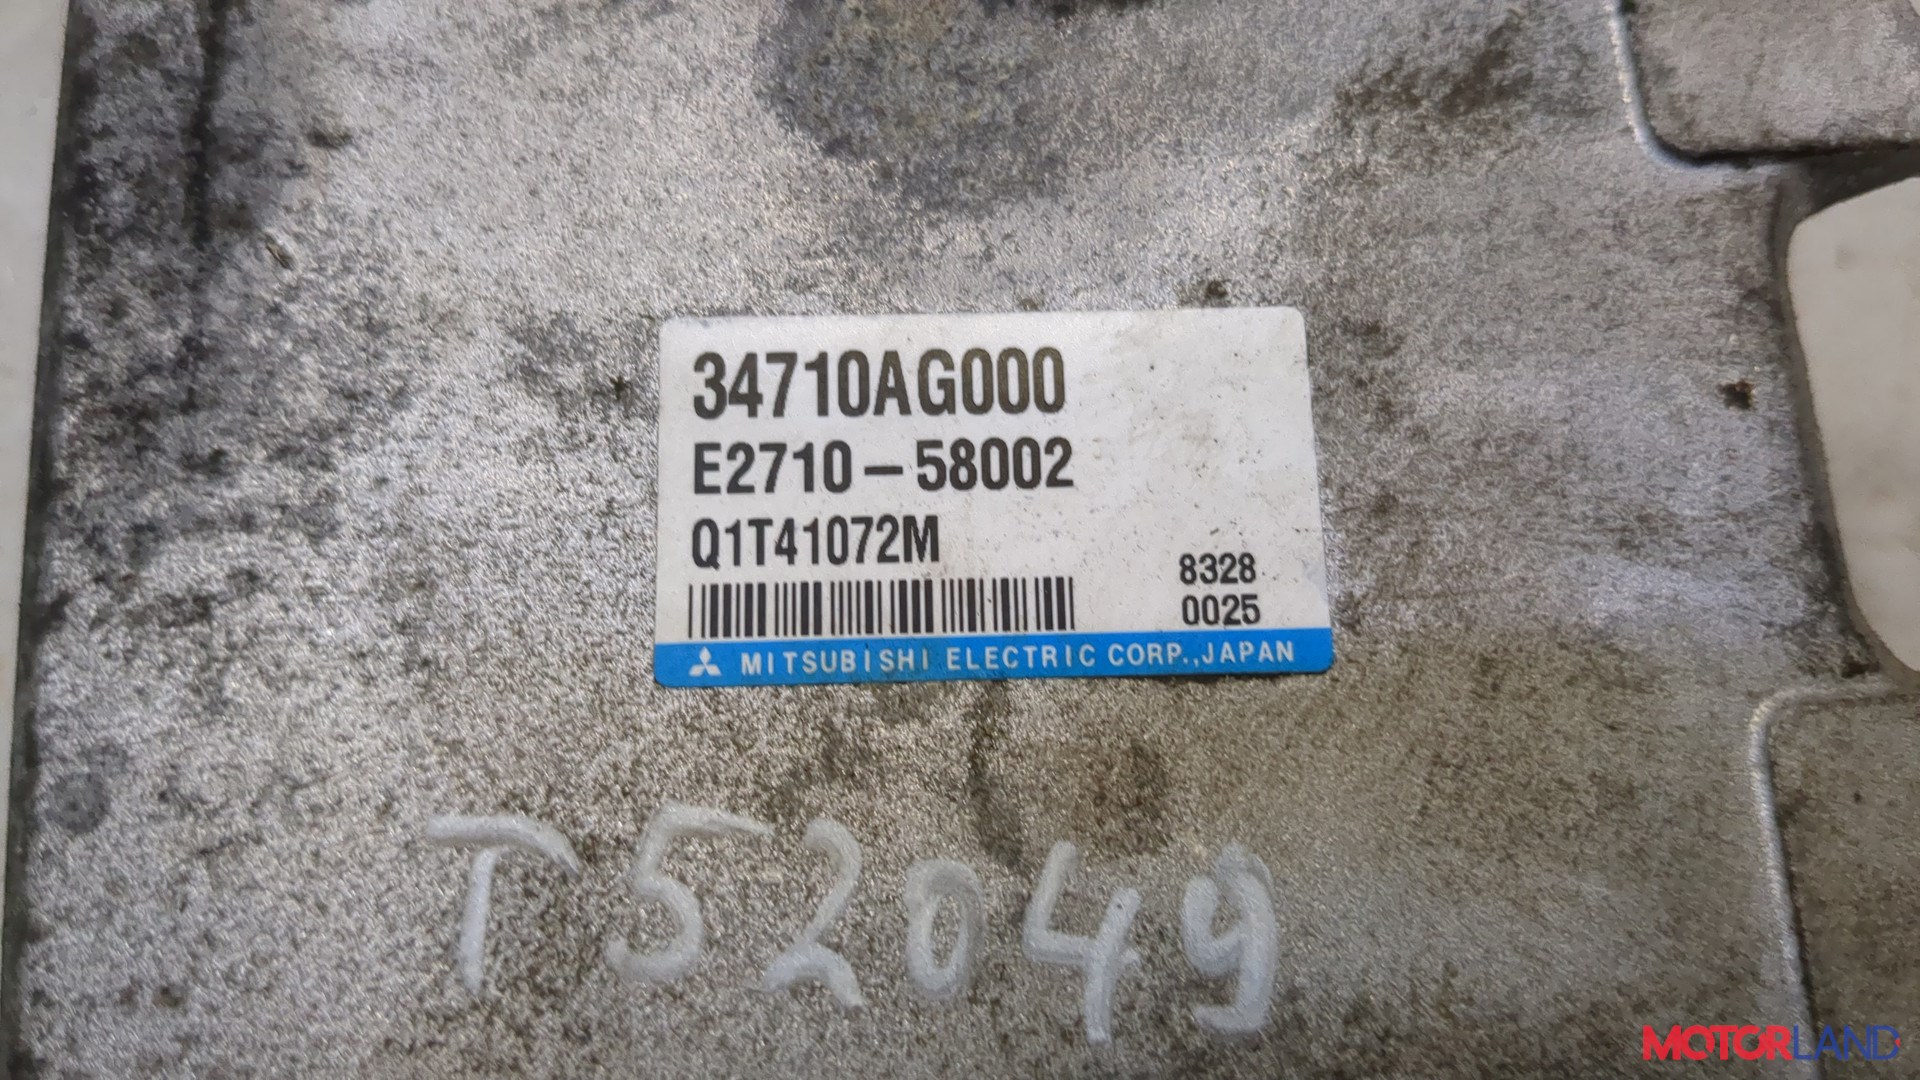 34710AG000
E2710-58002
Q1T41072M
8328
0025
MITSUBISHI ELECTRIC CORP.,JAPAN
T52049
MOTORLAND